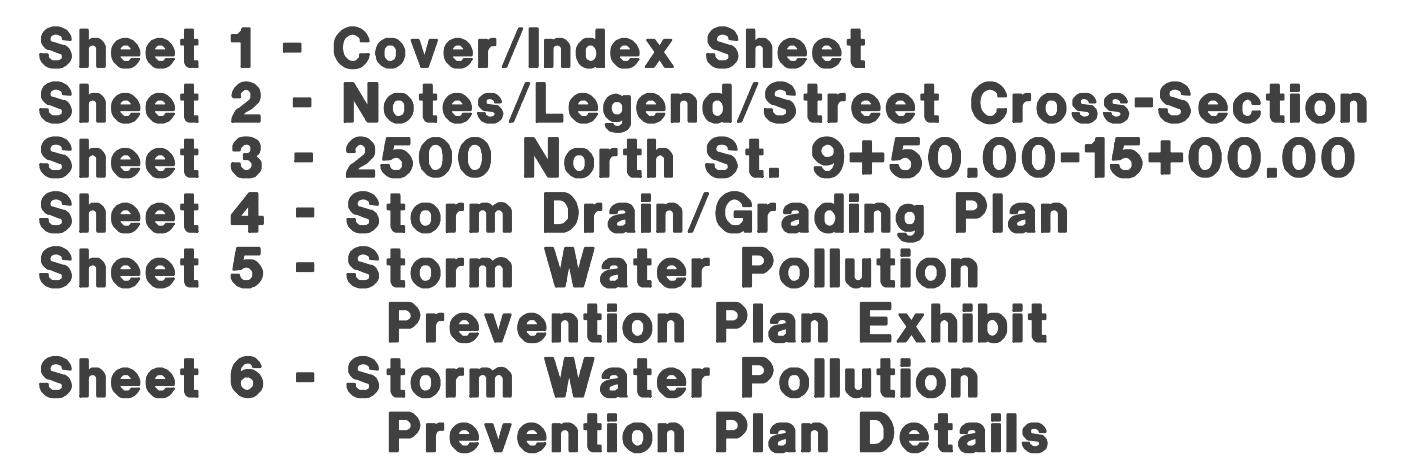 Sheet 1 - Cover/Index Sheet
Sheet 2 - Notes/Legend/Street Cross-Section
Sheet 3 - 2500 North St. 9+50.00-15+00.00
Sheet 4 - Storm Drain/Grading Plan
Sheet 5 - Storm Water Pollution
Prevention Plan Exhibit
Sheet 6 - Storm Water Pollution
Prevention Plan Details